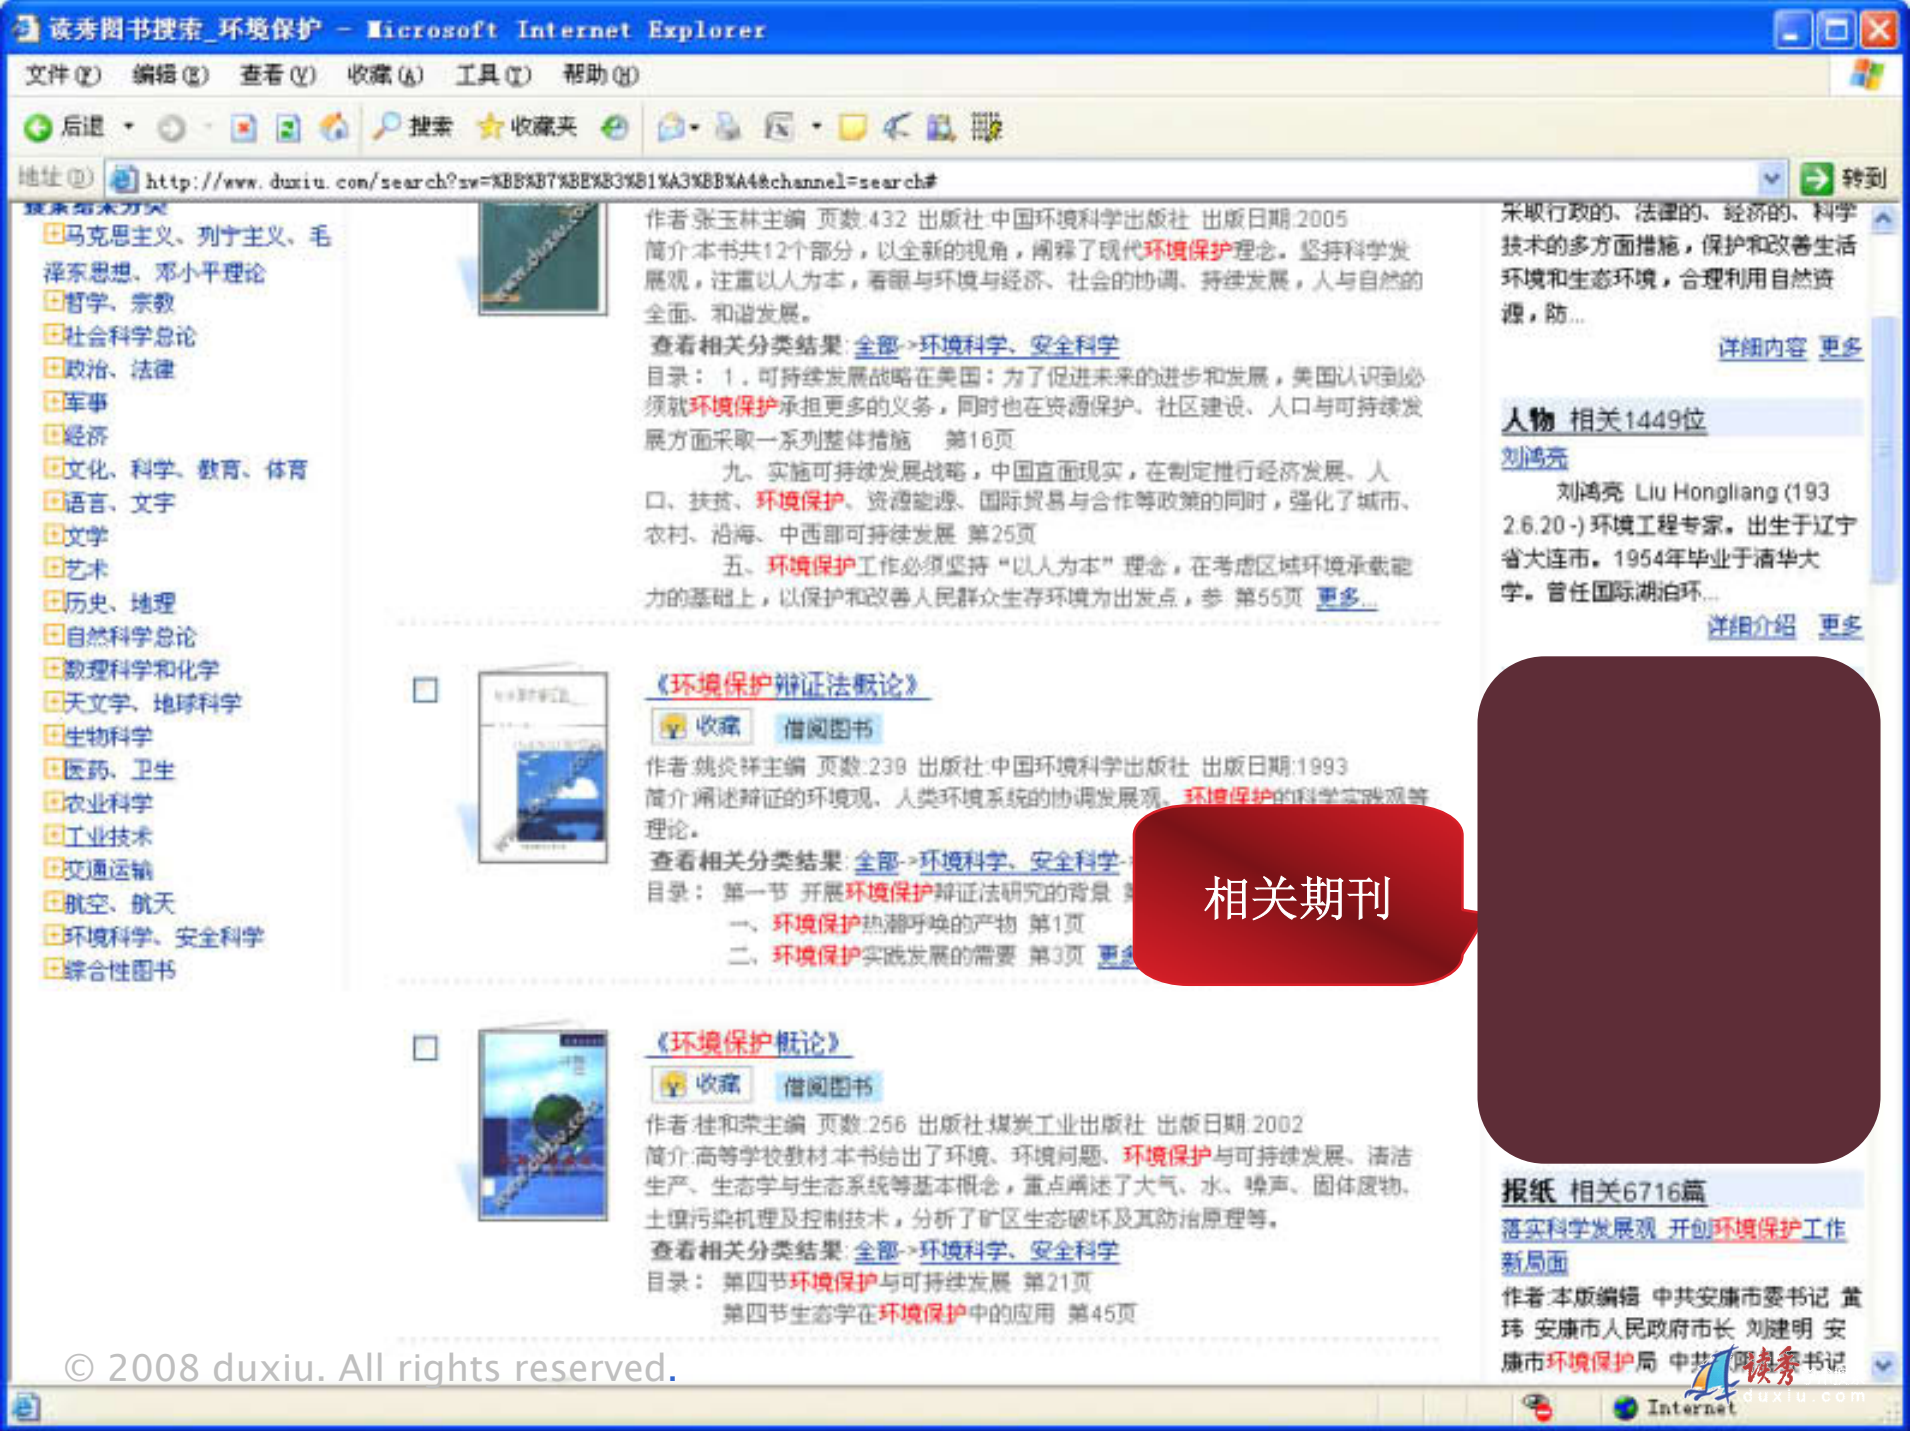 读秀图书搜索_环境保护 - Microsoft Internet Explorer
文件(F) 编辑(E) 查看(V) 收藏(A) 工具(T) 帮助(H)
后退 搜索 收藏夹
地址(D) http://www.duxiu.com/search?sw=%BB%B7%BE%B3%B1%A3%BB%A4&channel=search# 转到
搜索结果分类
马克思主义、列宁主义、毛
泽东思想、邓小平理论
哲学、宗教
社会科学总论
政治、法律
军事
经济
文化、科学、教育、体育
语言、文字
文学
艺术
历史、地理
自然科学总论
数理科学和化学
天文学、地球科学
生物科学
医药、卫生
农业科学
工业技术
交通运输
航空、航天
环境科学、安全科学
综合性图书
作者:张玉林主编 页数:432 出版社:中国环境科学出版社 出版日期:2005
简介:本书共12个部分，以全新的视角，阐释了现代环境保护理念。坚持科学发
展观，注重以人为本，着眼与环境与经济、社会的协调、持续发展，人与自然的
全面、和谐发展。
查看相关分类结果:全部->环境科学、安全科学
目录： 1．可持续发展战略在美国：为了促进未来的进步和发展，美国认识到必
须就环境保护承担更多的义务，同时也在资源保护、社区建设、人口与可持续发
展方面采取一系列整体措施 第16页
九、实施可持续发展战略，中国直面现实，在制定推行经济发展、人
口、扶贫、环境保护、资源能源、国际贸易与合作等政策的同时，强化了城市、
农村、沿海、中西部可持续发展 第25页
五、环境保护工作必须坚持“以人为本”理念，在考虑区域环境承载能
力的基础上，以保护和改善人民群众生存环境为出发点，参 第55页 更多...
《环境保护辩证法概论》
收藏 借阅图书
作者:姚炎祥主编 页数:239 出版社:中国环境科学出版社 出版日期:1993
简介:阐述辩证的环境观、人类环境系统的协调发展观、环境保护的科学实践观等
理论。
查看相关分类结果:全部->环境科学、安全科学-
目录： 第一节 开展环境保护辩证法研究的背景
一、环境保护热潮呼唤的产物 第1页
二、环境保护实践发展的需要 第3页 更多
《环境保护概论》
收藏 借阅图书
作者:桂和荣主编 页数:256 出版社:煤炭工业出版社 出版日期:2002
简介:高等学校教材:本书给出了环境、环境问题、环境保护与可持续发展、清洁
生产、生态学与生态系统等基本概念，重点阐述了大气、水、噪声、固体废物、
土壤污染机理及控制技术，分析了矿区生态破坏及其防治原理等。
查看相关分类结果:全部->环境科学、安全科学
目录： 第四节环境保护与可持续发展 第21页
第四节生态学在环境保护中的应用 第45页
采取行政的、法律的、经济的、科学
技术的多方面措施，保护和改善生活
环境和生态环境，合理利用自然资
源，防...
详细内容 更多
人物 相关1449位
刘鸿亮
刘鸿亮 Liu Hongliang (193
2.6.20-) 环境工程专家。出生于辽宁
省大连市。1954年毕业于清华大
学。曾任国际湖泊环...
详细介绍 更多
相关期刊
报纸 相关6716篇
落实科学发展观 开创环境保护工作
新局面
作者:本版编辑 中共安康市委书记 黄
玮 安康市人民政府市长 刘建明 安
康市环境保护局 中共
书记
© 2008 duxiu. All rights reserved.
读秀
duxiu.com
Internet